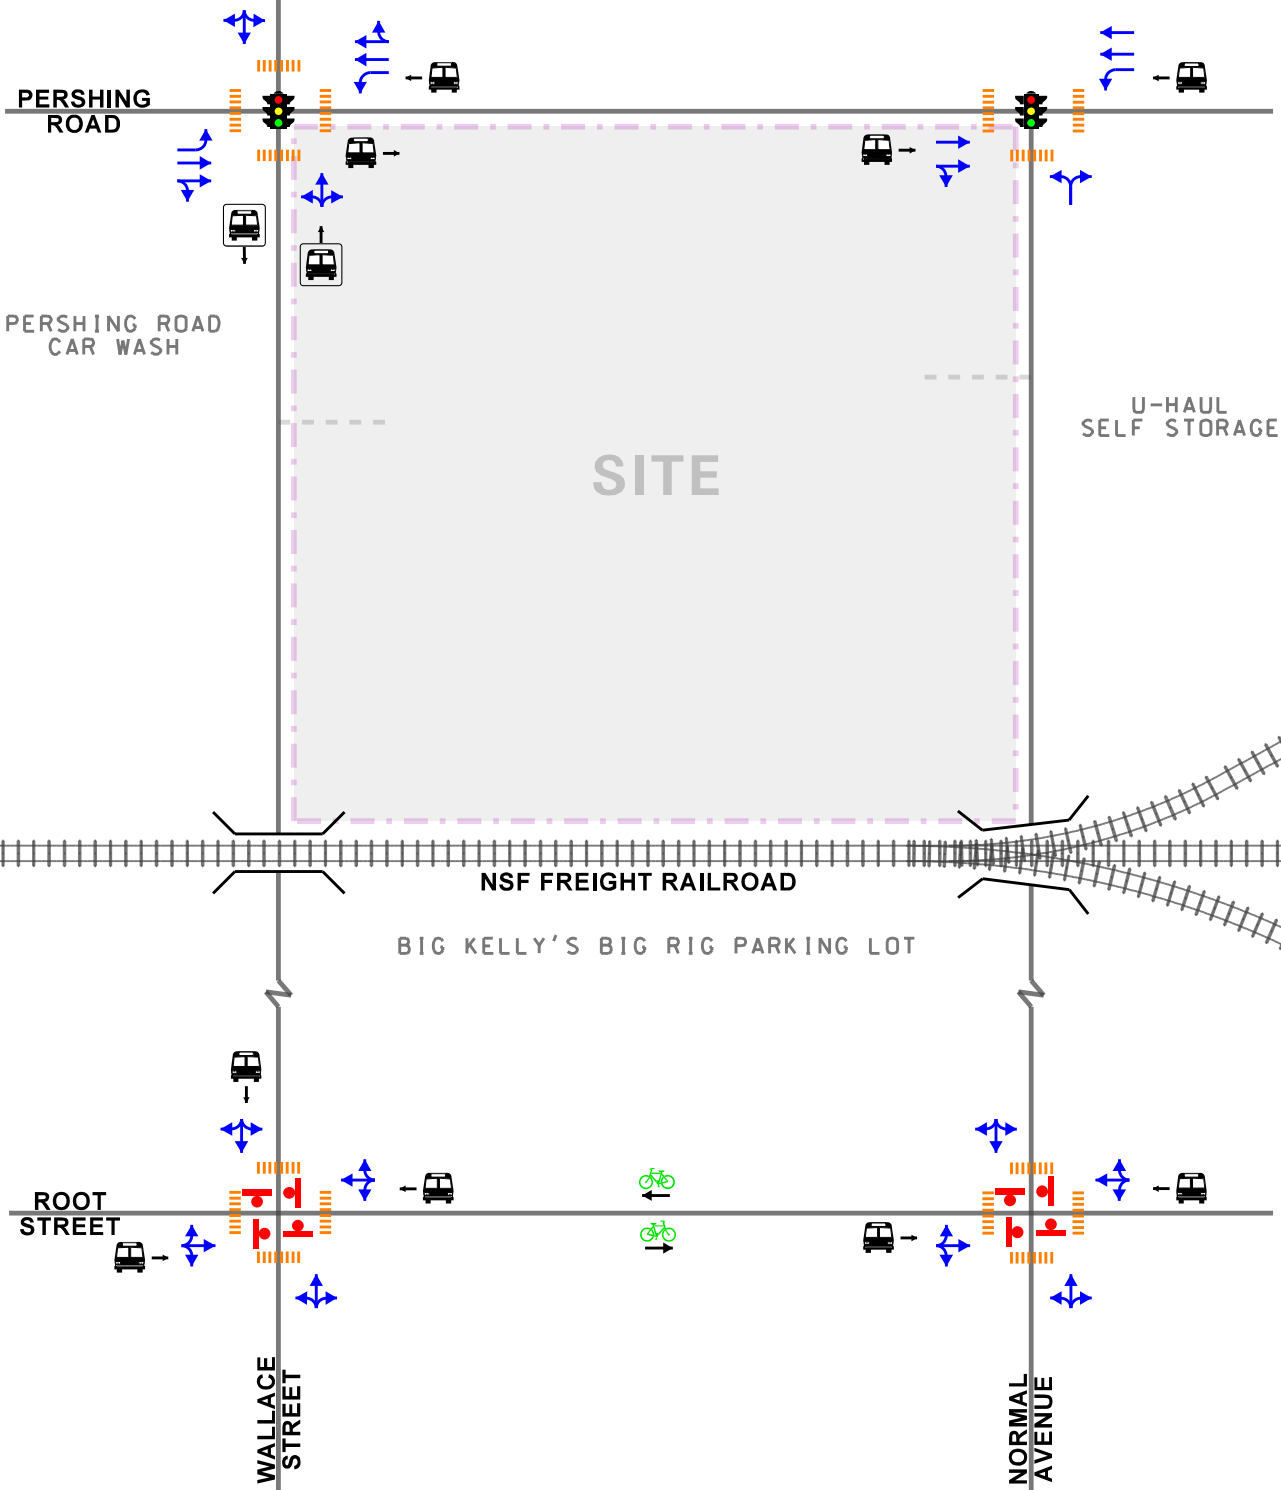 PERSHING
ROAD
PERSHING ROAD
CAR WASH
U-HAUL
SELF STORAGE
SITE
NSF FREIGHT RAILROAD
BIG KELLY'S BIG RIG PARKING LOT
ROOT
STREET
WALLACE
STREET
NORMAL
AVENUE